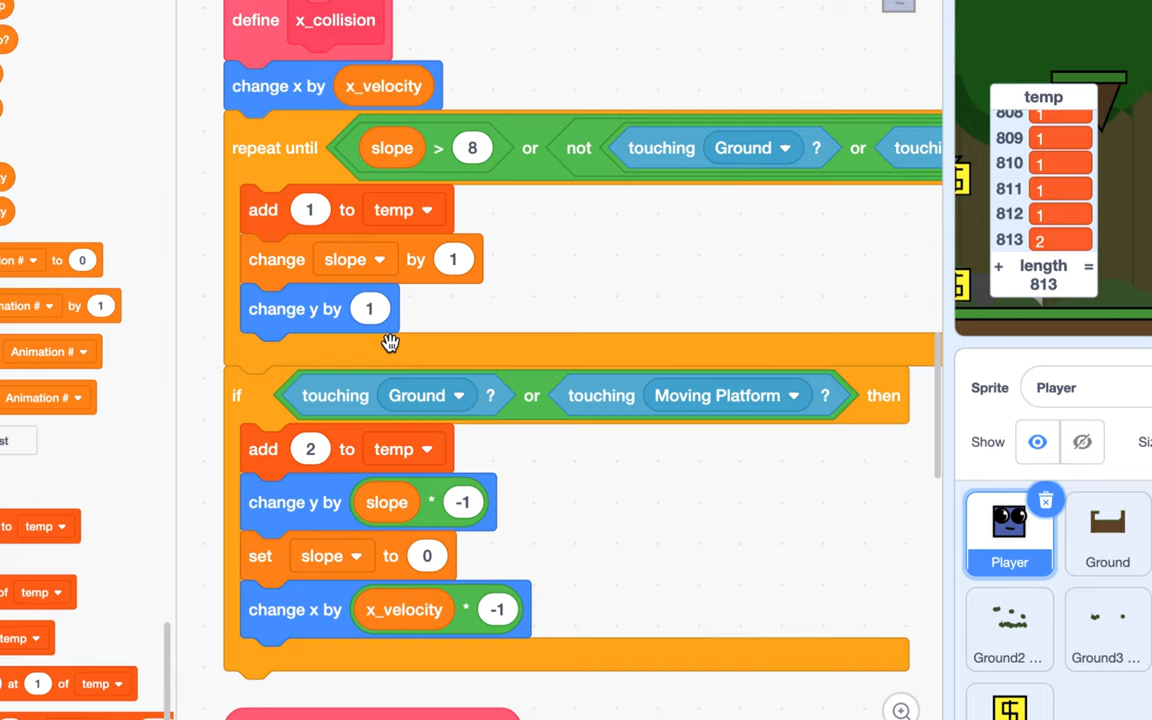 define x_collision
change x by x_velocity
repeat until slope > 8 or not touching Ground ? or
add 1 to temp
change slope by 1
change y by 1
if touching Ground ? or touching Moving Platform ? then
add 2 to temp
change y by slope * -1
set slope to 0
change x by x_velocity * -1
to 0
by 1
Animation #
Animation #
to temp
of temp
temp
at 1 of temp
temp
808 1
809 1
810 1
811 1
812 1
813 2
+ length =
813
Sprite Player
Show
Player
Ground
Ground2 ...
Ground3 ...